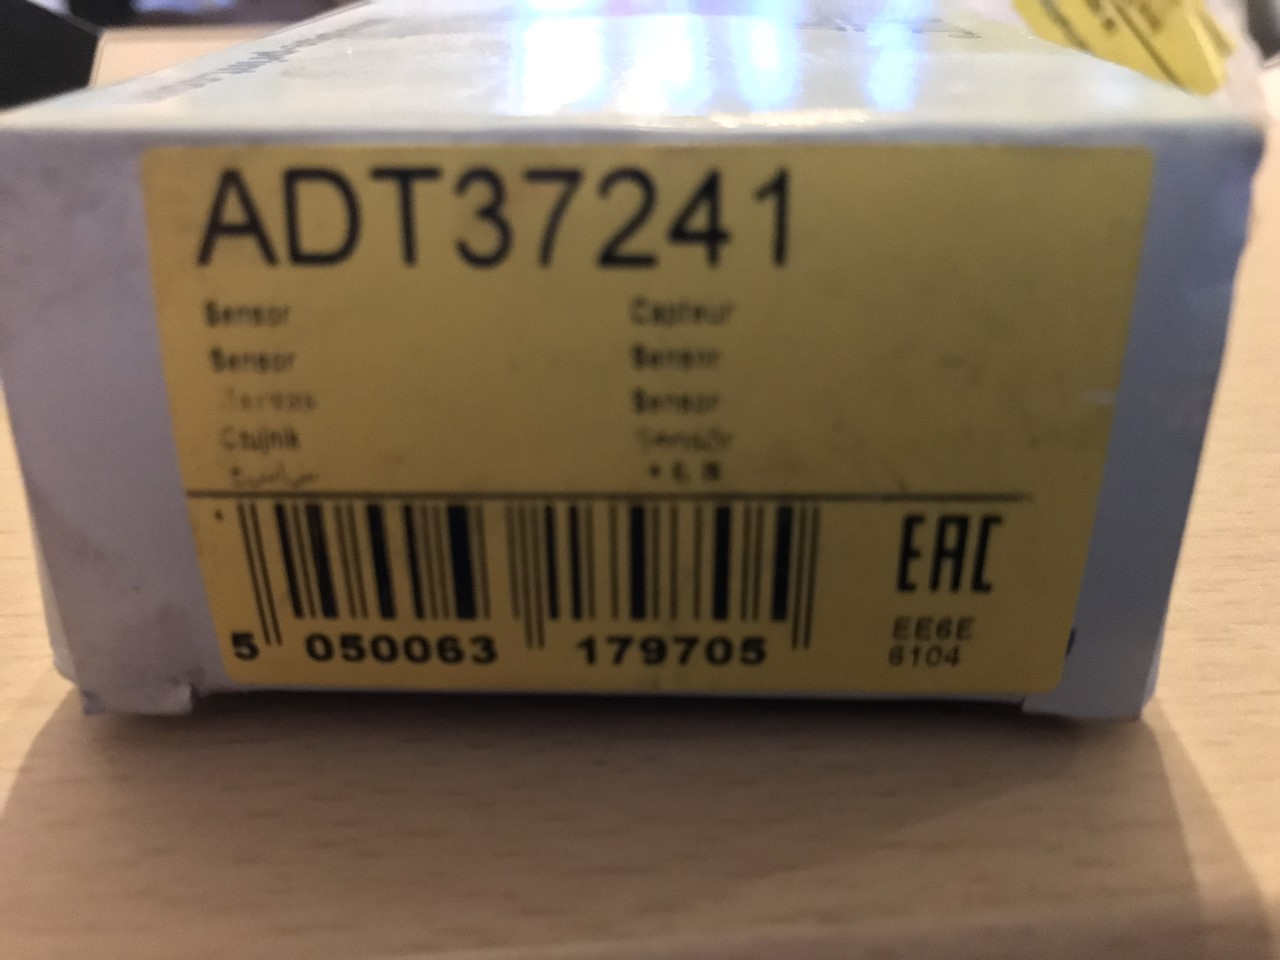 ADT37241
Sensor Capteur
Sensor Sensor
Sensor
Czujnik
5 050063 179705
EAC
EE6E
6104